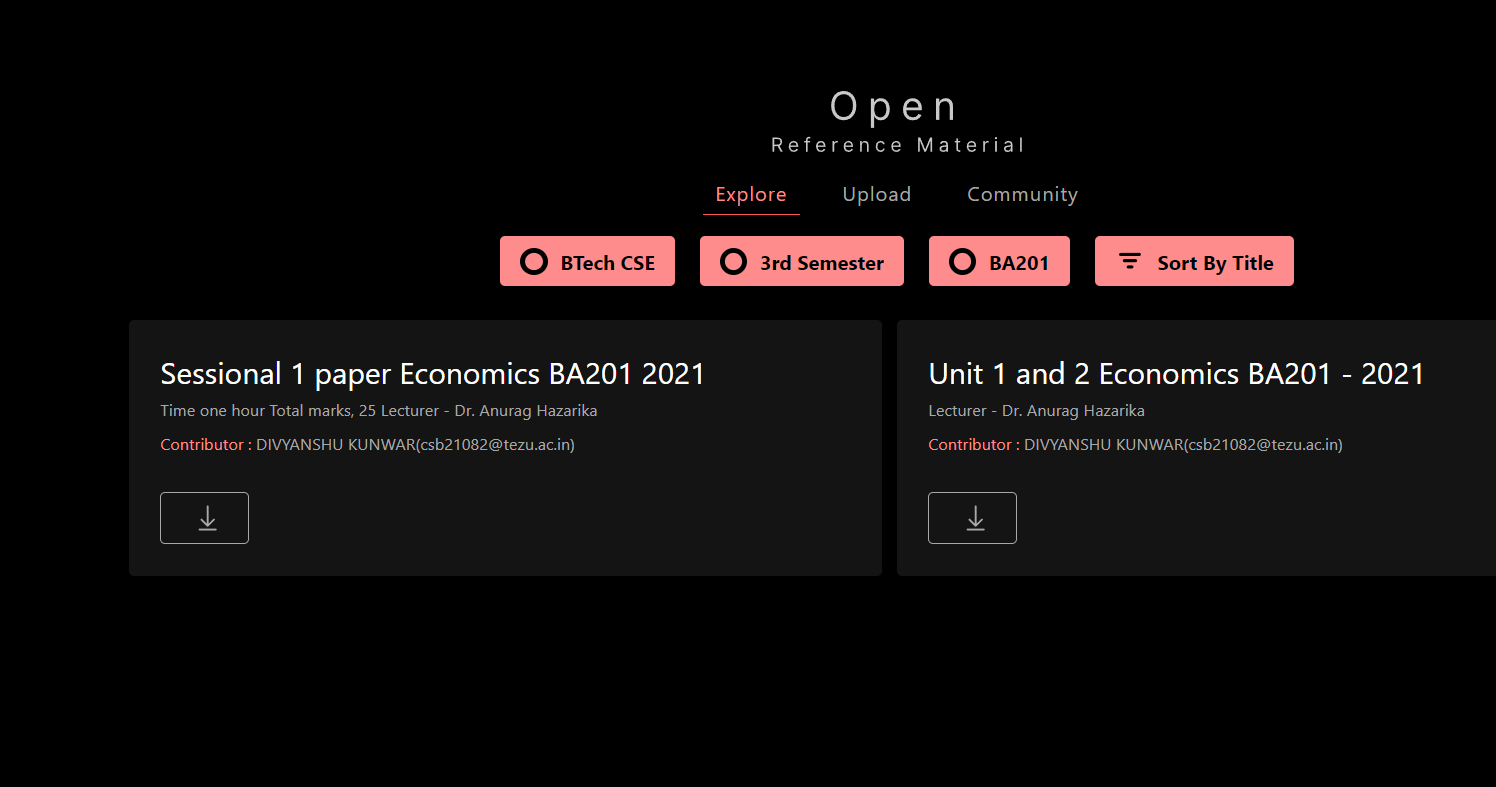 Open
Reference Material
Explore Upload Community
BTech CSE 3rd Semester BA201 Sort By Title
Sessional 1 paper Economics BA201 2021
Time one hour Total marks, 25 Lecturer - Dr. Anurag Hazarika
Contributor : DIVYANSHU KUNWAR(csb21082@tezu.ac.in)
Unit 1 and 2 Economics BA201 - 2021
Lecturer - Dr. Anurag Hazarika
Contributor : DIVYANSHU KUNWAR(csb21082@tezu.ac.in)